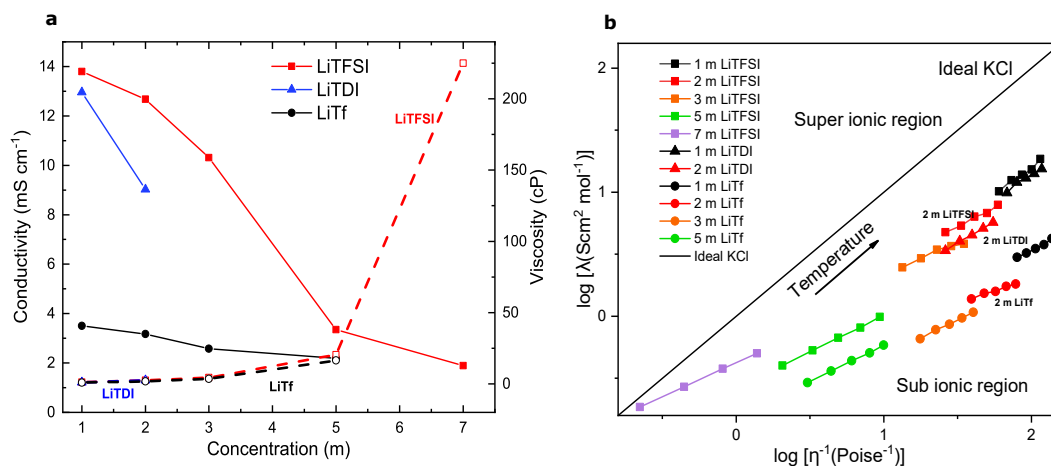 a
Conductivity (mS cm⁻¹)
14
12
10
8
6
4
2
0
LiTFSI
LiTDI
LiTf
LiTFSI
LiTDI
LiTf
200
150
100
50
0
Viscosity (cP)
1 2 3 4 5 6 7
Concentration (m)
b
log [λ(Scm² mol⁻¹)]
2
1
0
1 m LiTFSI
2 m LiTFSI
3 m LiTFSI
5 m LiTFSI
7 m LiTFSI
1 m LiTDI
2 m LiTDI
1 m LiTf
2 m LiTf
3 m LiTf
5 m LiTf
Ideal KCl
Ideal KCl
Super ionic region
Temperature
2 m LiTFSI
2 m LiTDI
2 m LiTf
Sub ionic region
0 1 2
log [η⁻¹(Poise⁻¹)]